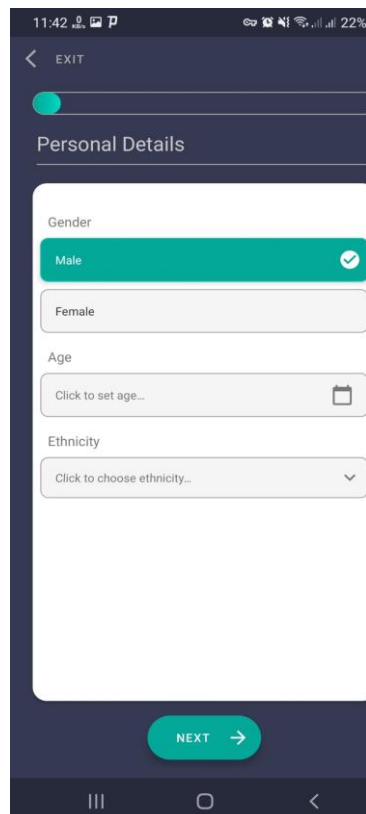 11:42 22%
EXIT
Personal Details
Gender
Male
Female
Age
Click to set age...
Ethnicity
Click to choose ethnicity...
NEXT